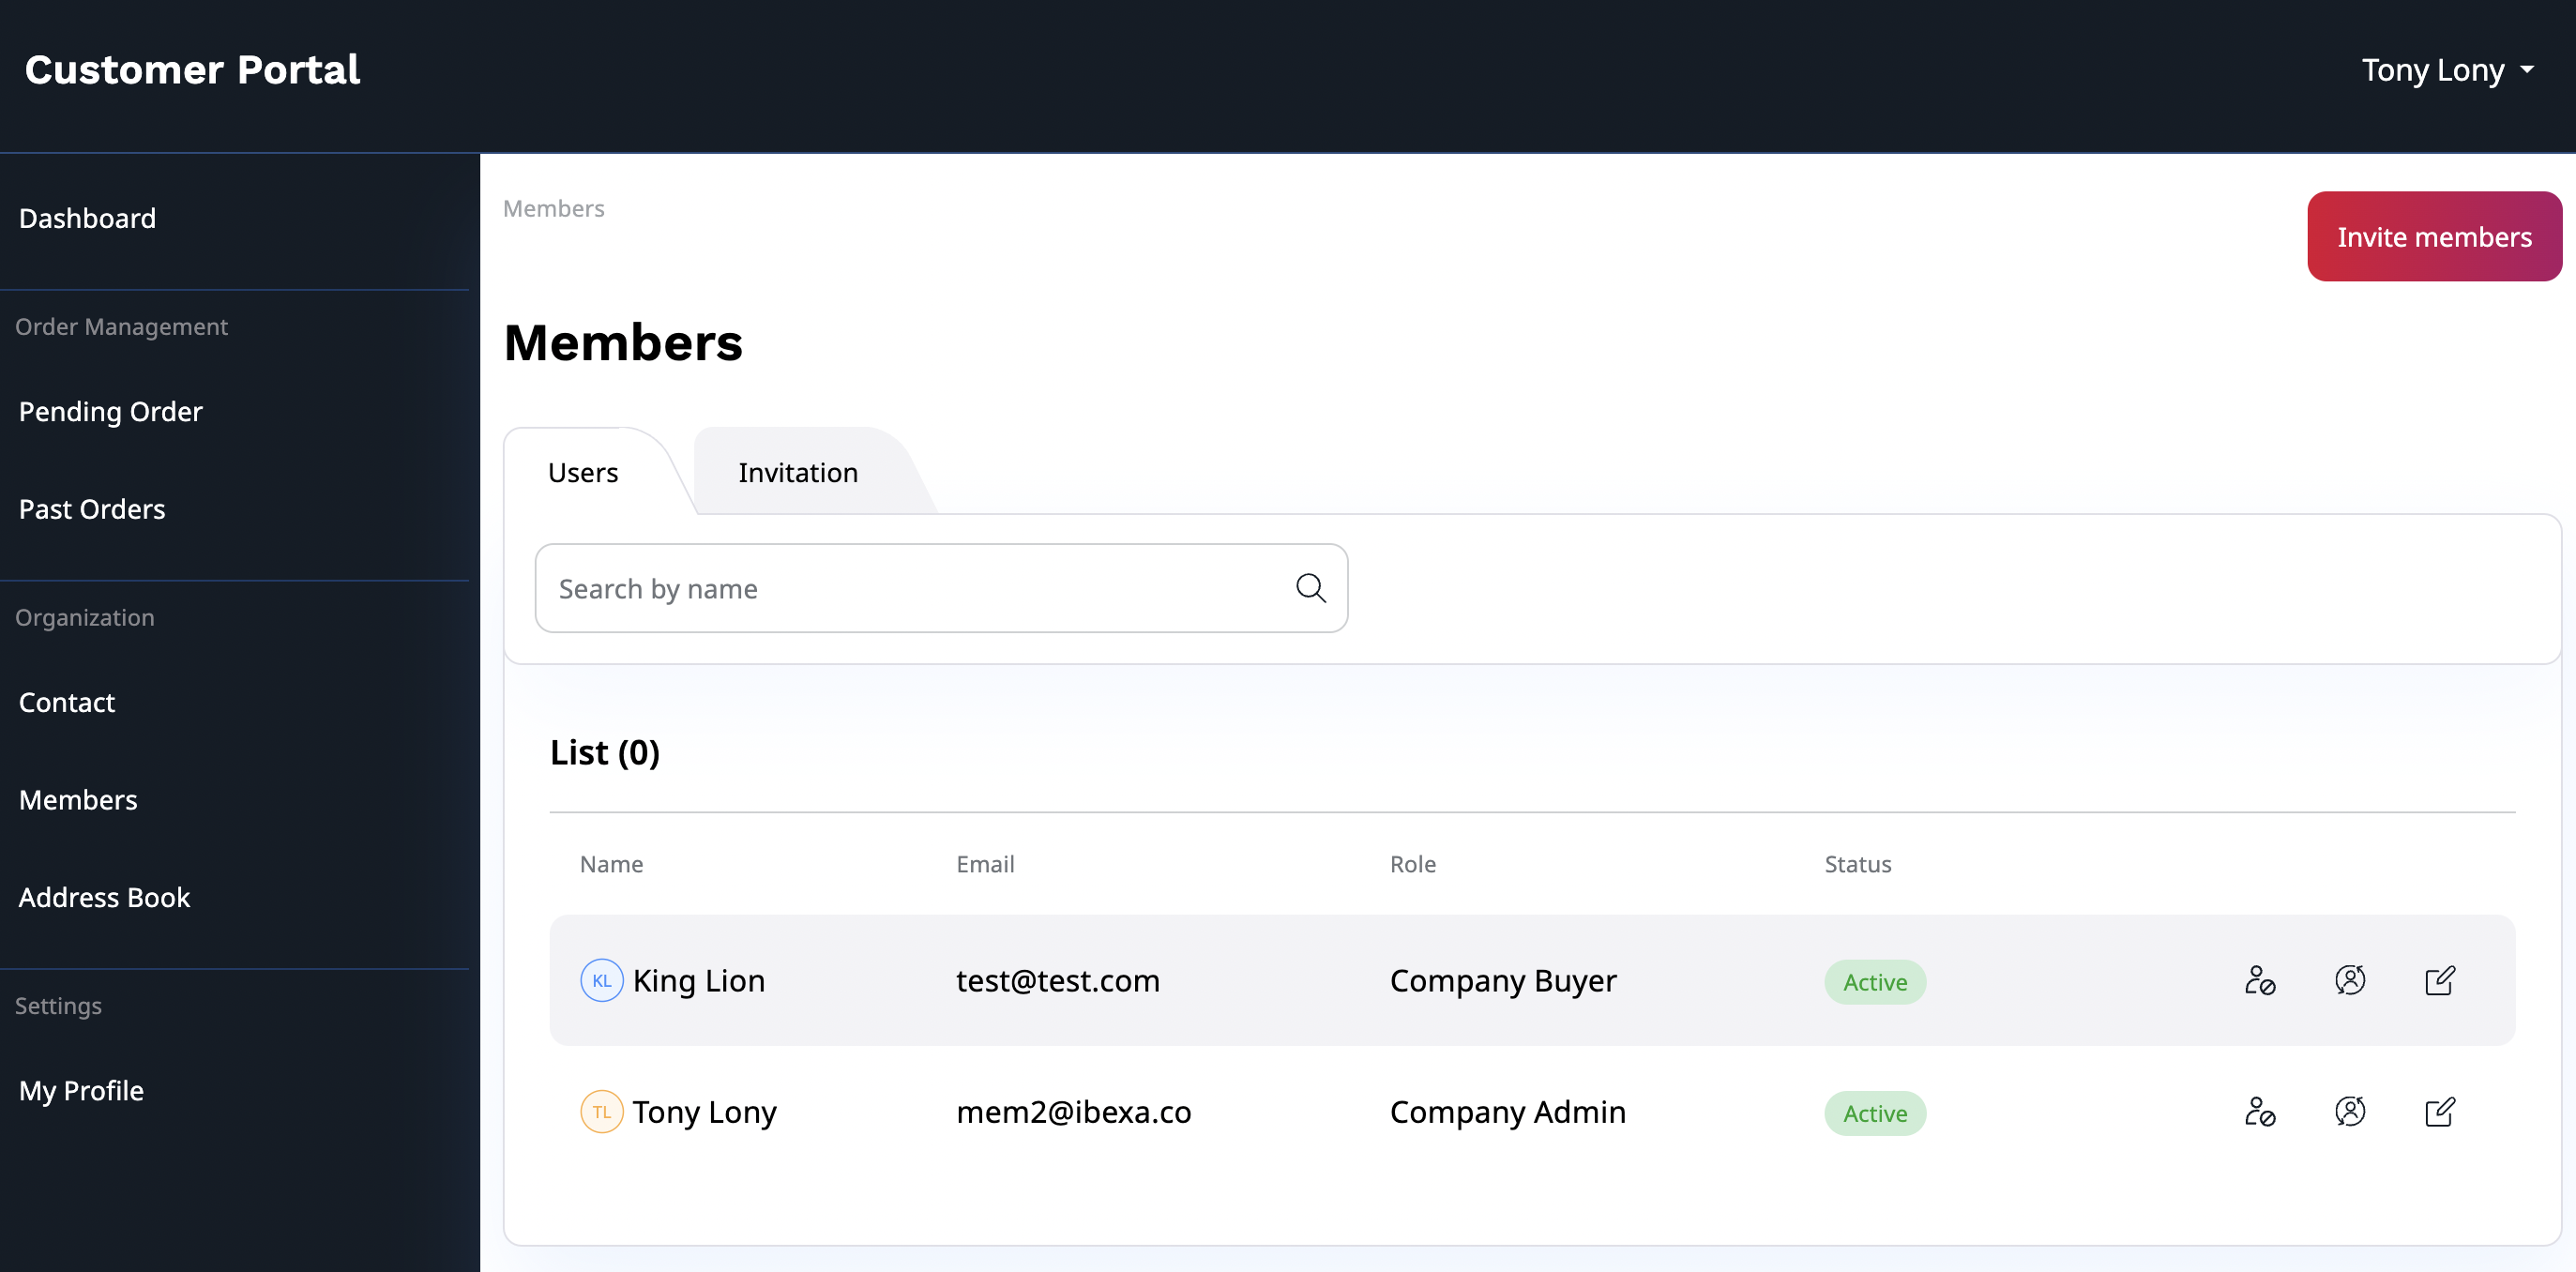 Customer Portal
Tony Lony
Dashboard
Order Management
Pending Order
Past Orders
Organization
Contact
Members
Address Book
Settings
My Profile
Members
Invite members
Members
Users
Invitation
Search by name
List (0)
Name Email Role Status
KL King Lion test@test.com Company Buyer Active
TL Tony Lony mem2@ibexa.co Company Admin Active